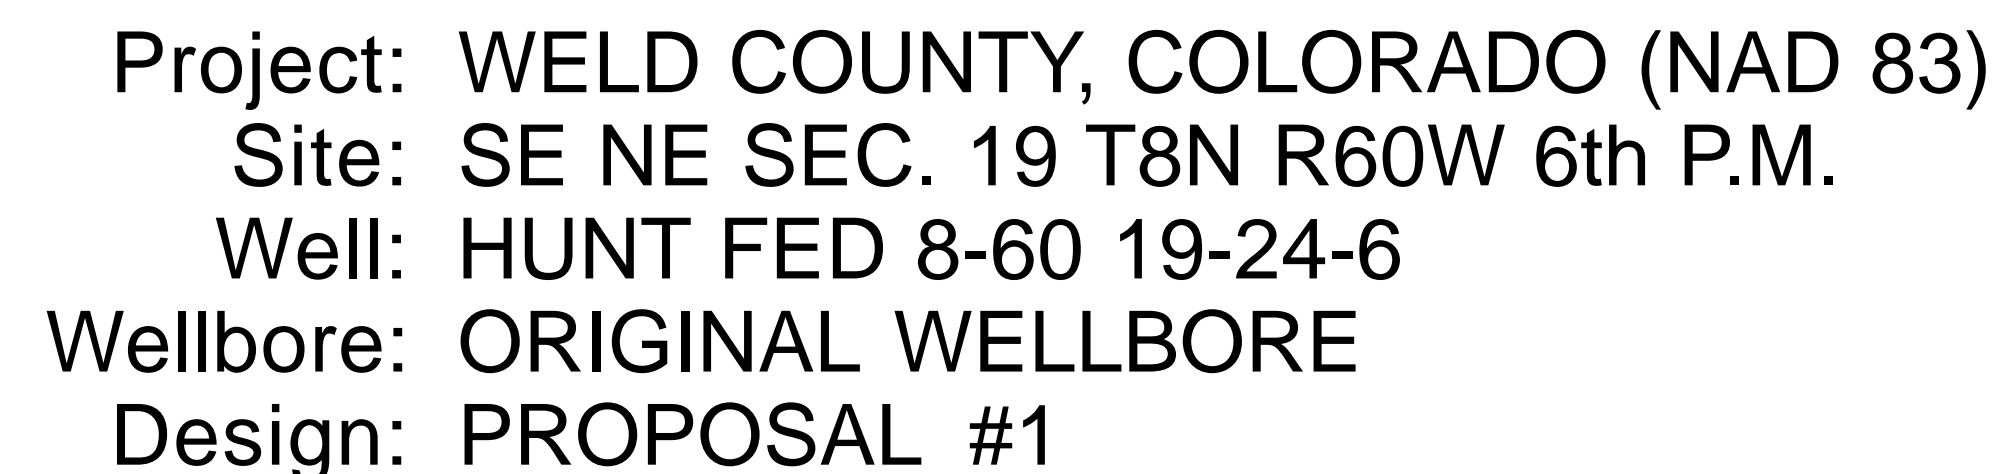 Project: WELD COUNTY, COLORADO (NAD 83)
Site: SE NE SEC. 19 T8N R60W 6th P.M.
Well: HUNT FED 8-60 19-24-6
Wellbore: ORIGINAL WELLBORE
Design: PROPOSAL #1